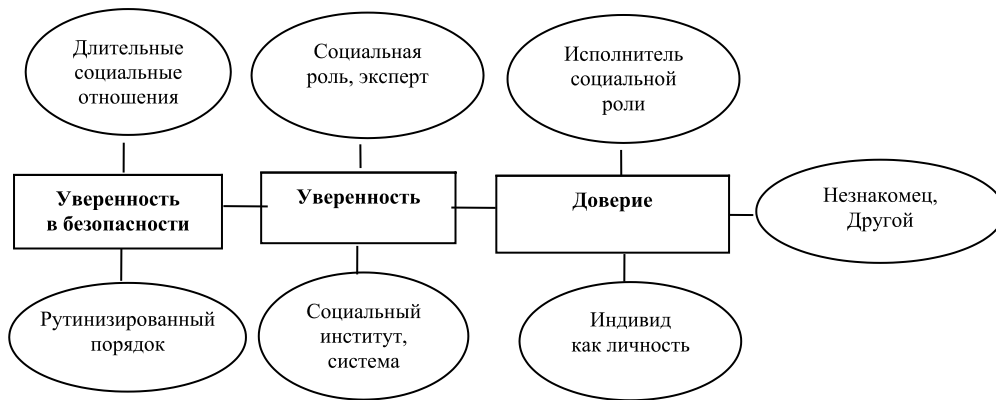 Длительные
социальные
отношения
Социальная
роль, эксперт
Исполнитель
социальной
роли
Уверенность
в безопасности
Уверенность
Доверие
Незнакомец,
Другой
Рутинизированный
порядок
Социальный
институт,
система
Индивид
как личность